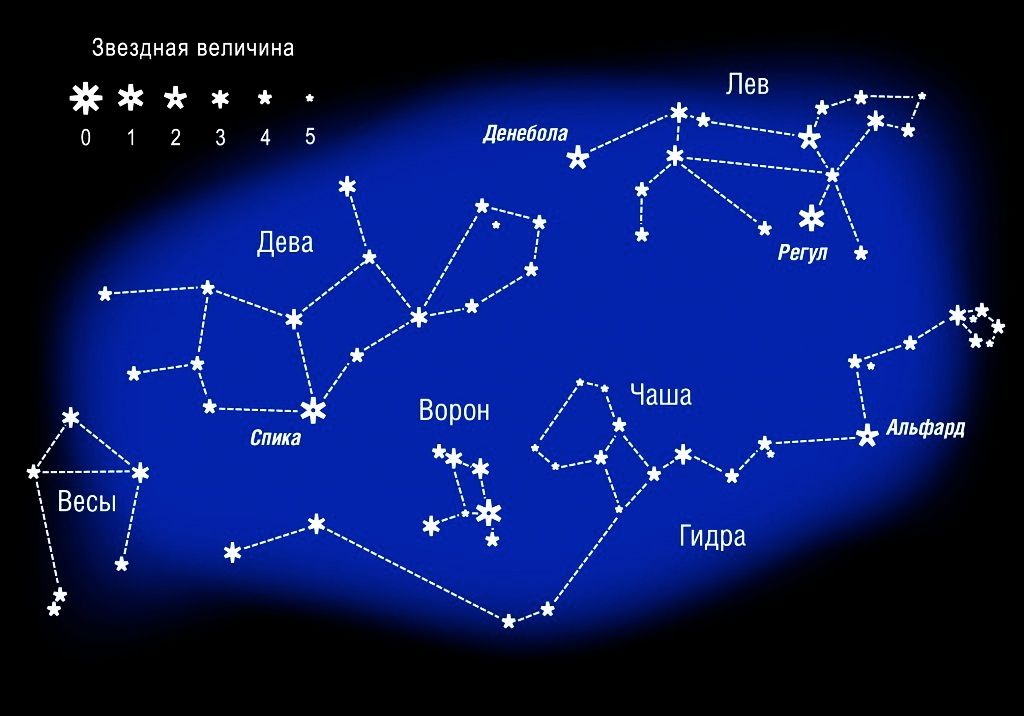 Звездная величина
0 1 2 3 4 5
Лев
Денебола
Дева
Регул
Чаша
Ворон
Альфард
Спика
Весы
Гидра